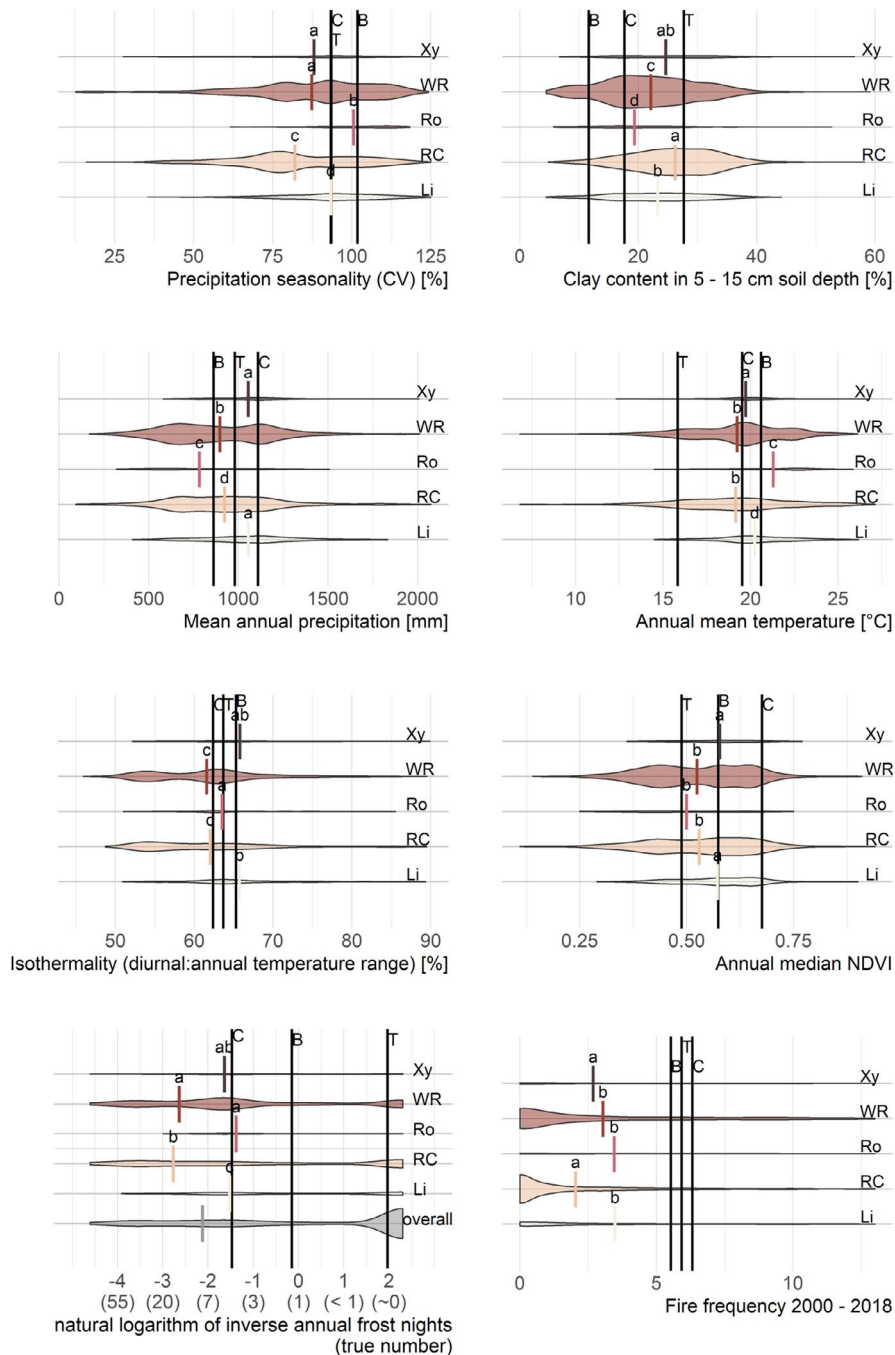 C B
a T
Xy
a
WR
b
Ro
c
RC
d
Li
25 50 75 100 125
Precipitation seasonality (CV) [%]
B C T
ab
Xy
c
WR
d
Ro
a
RC
b
Li
0 20 40 60
Clay content in 5 - 15 cm soil depth [%]
B T C
a
Xy
b
WR
c
Ro
d
RC
a
Li
0 500 1000 1500 2000
Mean annual precipitation [mm]
T C B
a
Xy
b
WR
c
Ro
b
RC
d
Li
10 15 20 25
Annual mean temperature [°C]
C T B
ab
Xy
c
WR
a
Ro
c
RC
b
Li
50 60 70 80 90
Isothermality (diurnal:annual temperature range) [%]
T B C
a
Xy
b
WR
b
Ro
b
RC
a
Li
0.25 0.50 0.75
Annual median NDVI
C B T
ab
Xy
a
WR
a
Ro
b
RC
c
Li
overall
-4 -3 -2 -1 0 1 2
(55) (20) (7) (3) (1) (< 1) (~0)
natural logarithm of inverse annual frost nights
(true number)
T
B C
a
Xy
b
WR
b
Ro
a
RC
b
Li
0 5 10
Fire frequency 2000 - 2018